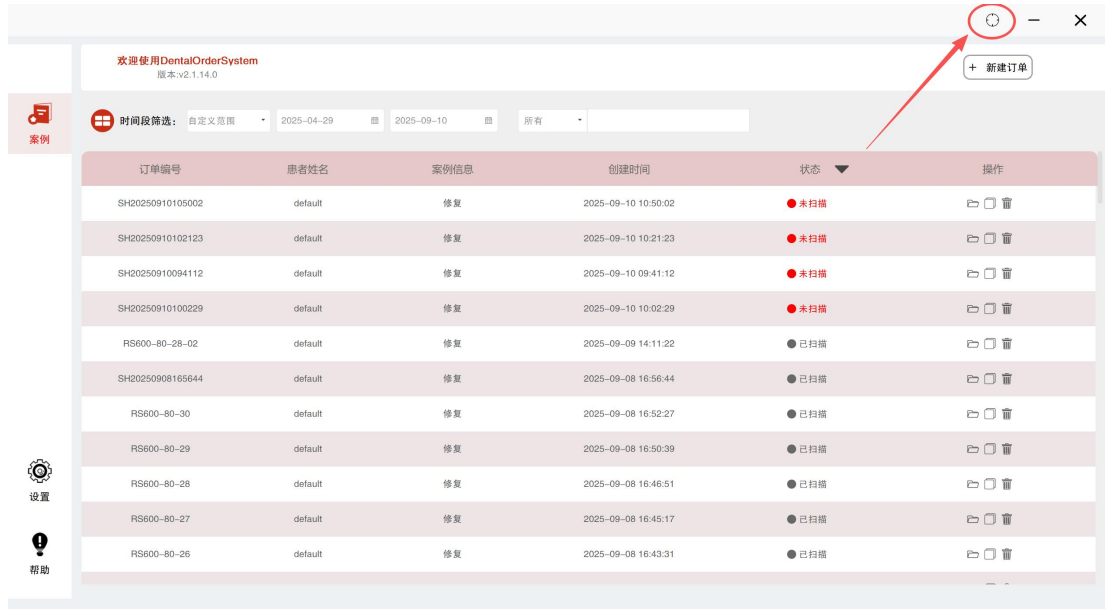 欢迎使用DentalOrderSystem
版本:v2.1.14.0
+ 新建订单
案例
时间段筛选: 自定义范围 2025-04-29 2025-09-10 所有
订单编号 患者姓名 案例信息 创建时间 状态 操作
SH20250910105002 default 修复 2025-09-10 10:50:02 未扫描
SH20250910102123 default 修复 2025-09-10 10:21:23 未扫描
SH20250910094112 default 修复 2025-09-10 09:41:12 未扫描
SH20250910100229 default 修复 2025-09-10 10:02:29 未扫描
RS600-80-28-02 default 修复 2025-09-09 14:11:22 已扫描
SH20250908165644 default 修复 2025-09-08 16:56:44 已扫描
RS600-80-30 default 修复 2025-09-08 16:52:27 已扫描
RS600-80-29 default 修复 2025-09-08 16:50:39 已扫描
RS600-80-28 default 修复 2025-09-08 16:46:51 已扫描
RS600-80-27 default 修复 2025-09-08 16:45:17 已扫描
RS600-80-26 default 修复 2025-09-08 16:43:31 已扫描
设置
帮助